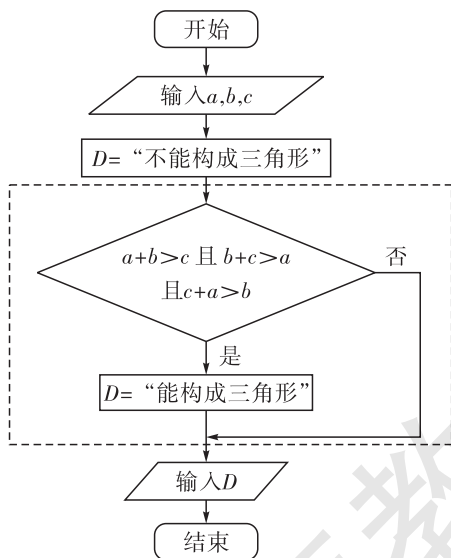 开始
输入a,b,c
D=“不能构成三角形”
a+b>c 且 b+c>a
且c+a>b
否
是
D=“能构成三角形”
输入D
结束